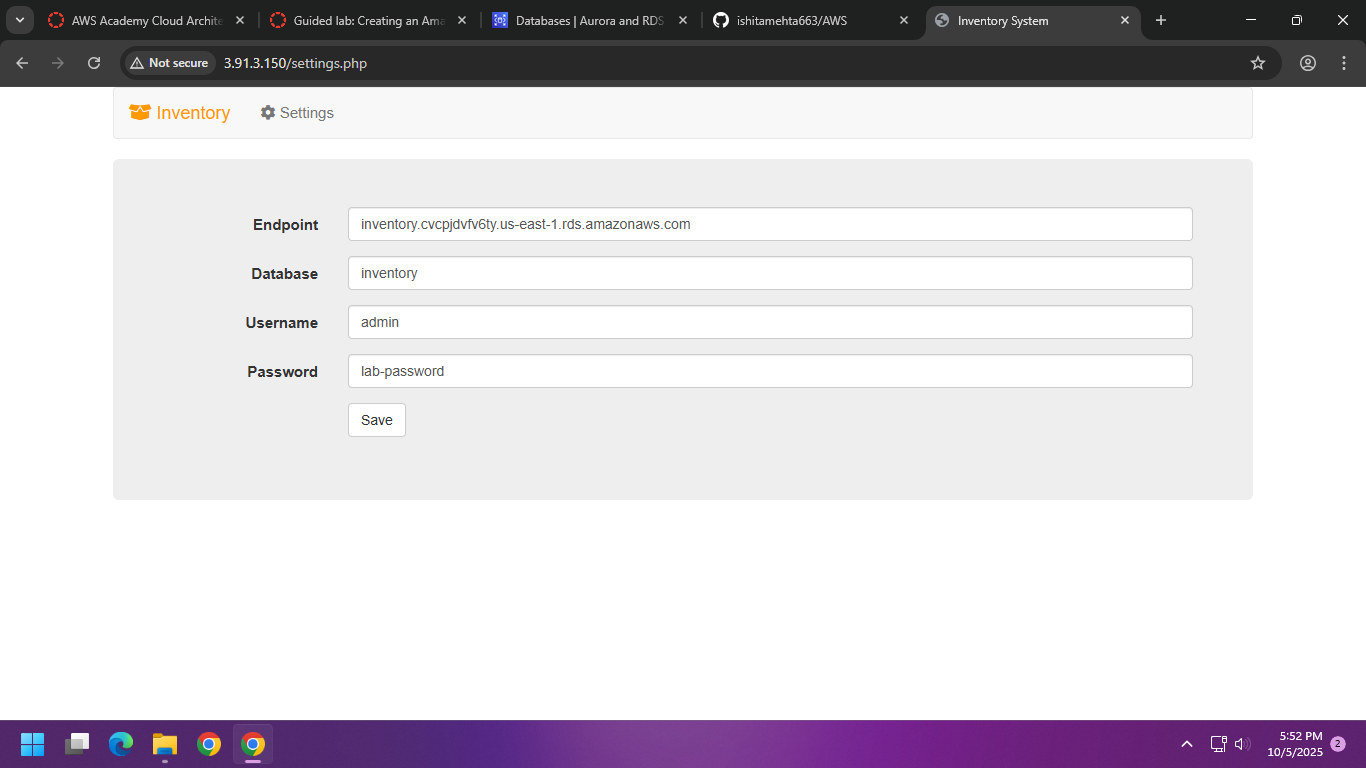 AWS Academy Cloud Archite
Guided lab: Creating an Ama
Databases | Aurora and RDS
ishitamehta663/AWS
Inventory System
Not secure
3.91.3.150/settings.php
Inventory
Settings
Endpoint
inventory.cvcpjdvfv6ty.us-east-1.rds.amazonaws.com
Database
inventory
Username
admin
Password
lab-password
Save
5:52 PM
10/5/2025
2